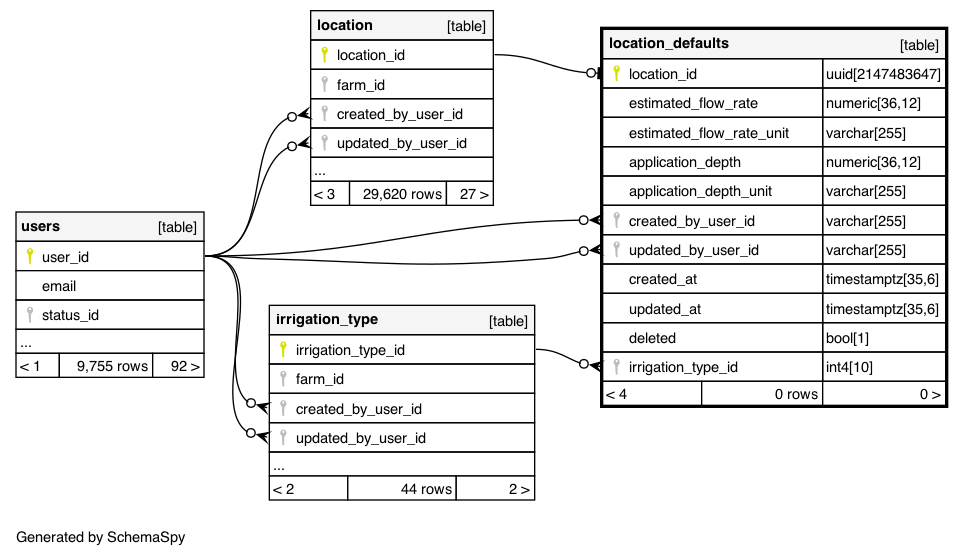 location [table]
location_id
farm_id
created_by_user_id
updated_by_user_id
...
< 3 29,620 rows 27 >
users [table]
user_id
email
status_id
...
< 1 9,755 rows 92 >
irrigation_type [table]
irrigation_type_id
farm_id
created_by_user_id
updated_by_user_id
...
< 2 44 rows 2 >
location_defaults [table]
location_id uuid[2147483647]
estimated_flow_rate numeric[36,12]
estimated_flow_rate_unit varchar[255]
application_depth numeric[36,12]
application_depth_unit varchar[255]
created_by_user_id varchar[255]
updated_by_user_id varchar[255]
created_at timestamptz[35,6]
updated_at timestamptz[35,6]
deleted bool[1]
irrigation_type_id int4[10]
< 4 0 rows 0 >
Generated by SchemaSpy